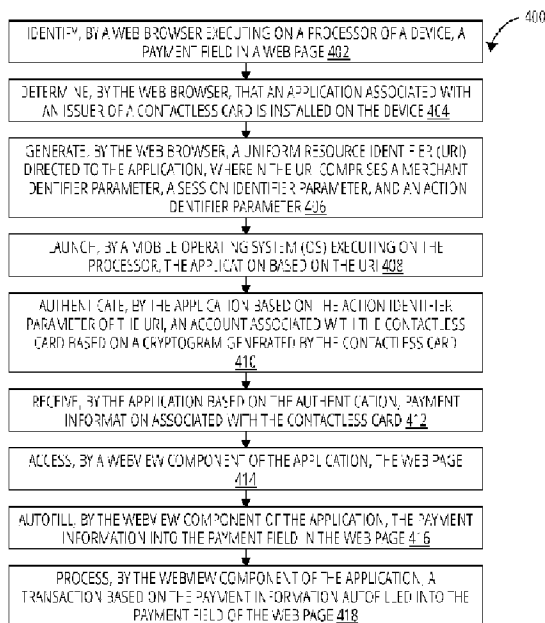 400
IDENTIFY, BY A WEB BROWSER EXECUTING ON A PROCESSOR OF A DEVICE, A
PAYMENT FIELD IN A WEB PAGE 402
DETERMINE, BY THE WEB BROWSER, THAT AN APPLICATION ASSOCIATED WITH
AN ISSUER OF A CONTACTLESS CARD IS INSTALLED ON THE DEVICE 404
GENERATE, BY THE WEB BROWSER, A UNIFORM RESOURCE IDENTIFIER (URI)
DIRECTED TO THE APPLICATION, WHEREIN THE URI COMPRISES A MERCHANT
IDENTIFIER PARAMETER, A SESSION IDENTIFIER PARAMETER, AND AN ACTION
IDENTIFIER PARAMETER 406
LAUNCH, BY A MOBILE OPERATING SYSTEM (OS) EXECUTING ON THE
PROCESSOR, THE APPLICATION BASED ON THE URI 408
AUTHENTICATE, BY THE APPLICATION BASED ON THE ACTION IDENTIFIER
PARAMETER OF THE URI, AN ACCOUNT ASSOCIATED WITH THE CONTACTLESS
CARD BASED ON A CRYPTOGRAM GENERATED BY THE CONTACTLESS CARD
410
RECEIVE, BY THE APPLICATION BASED ON THE AUTHENTICATION, PAYMENT
INFORMATION ASSOCIATED WITH THE CONTACTLESS CARD 412
ACCESS, BY A WEBVIEW COMPONENT OF THE APPLICATION, THE WEB PAGE
414
AUTOFILL, BY THE WEBVIEW COMPONENT OF THE APPLICATION, THE PAYMENT
INFORMATION INTO THE PAYMENT FIELD IN THE WEB PAGE 416
PROCESS, BY THE WEBVIEW COMPONENT OF THE APPLICATION, A
TRANSACTION BASED ON THE PAYMENT INFORMATION AUTOFILLED INTO THE
PAYMENT FIELD OF THE WEB PAGE 418